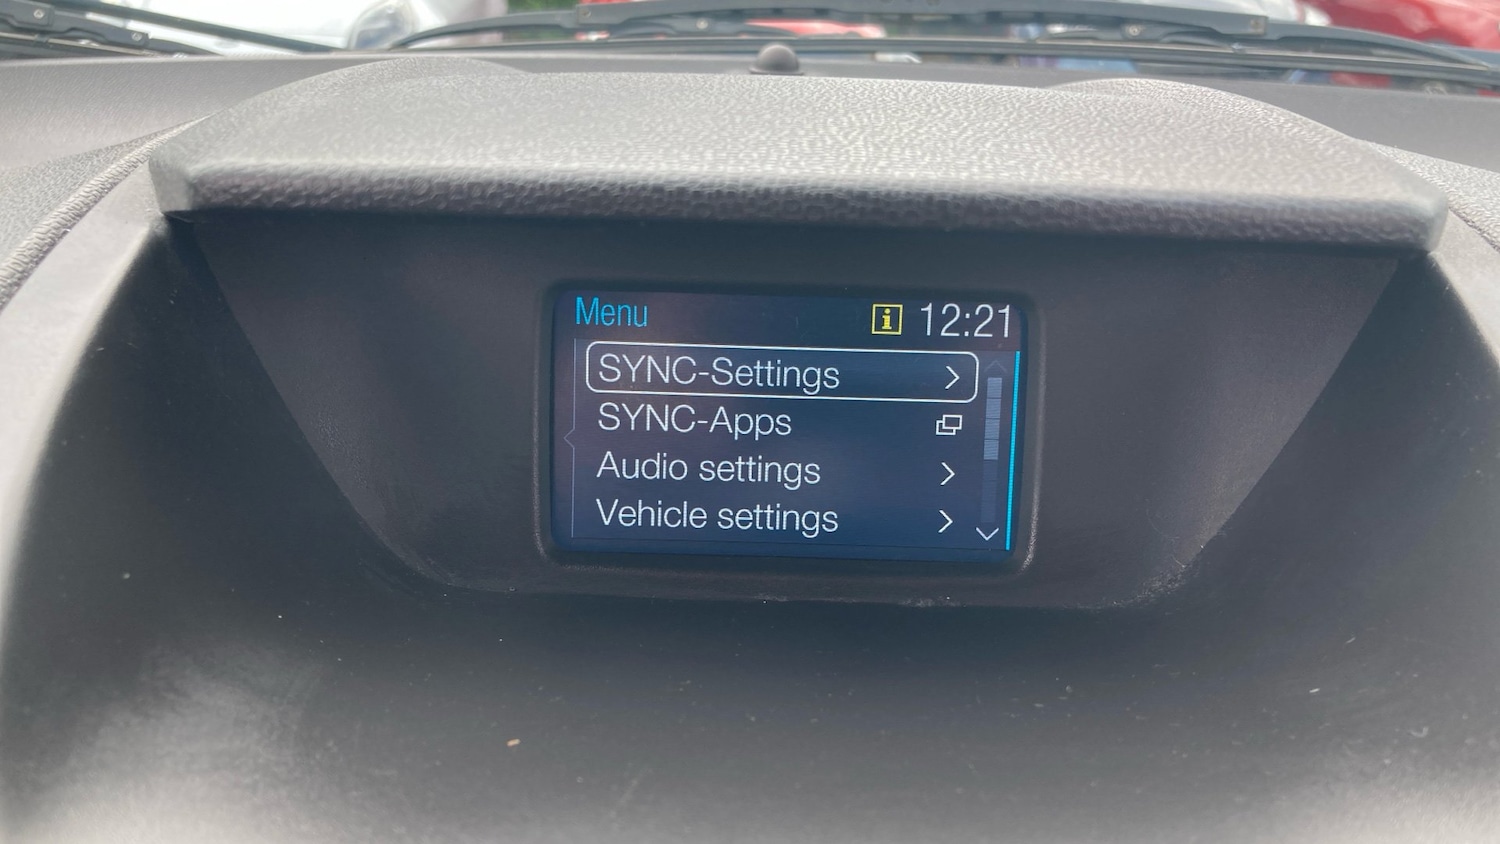 Menu i 12:21
SYNC-Settings
SYNC-Apps
Audio settings
Vehicle settings